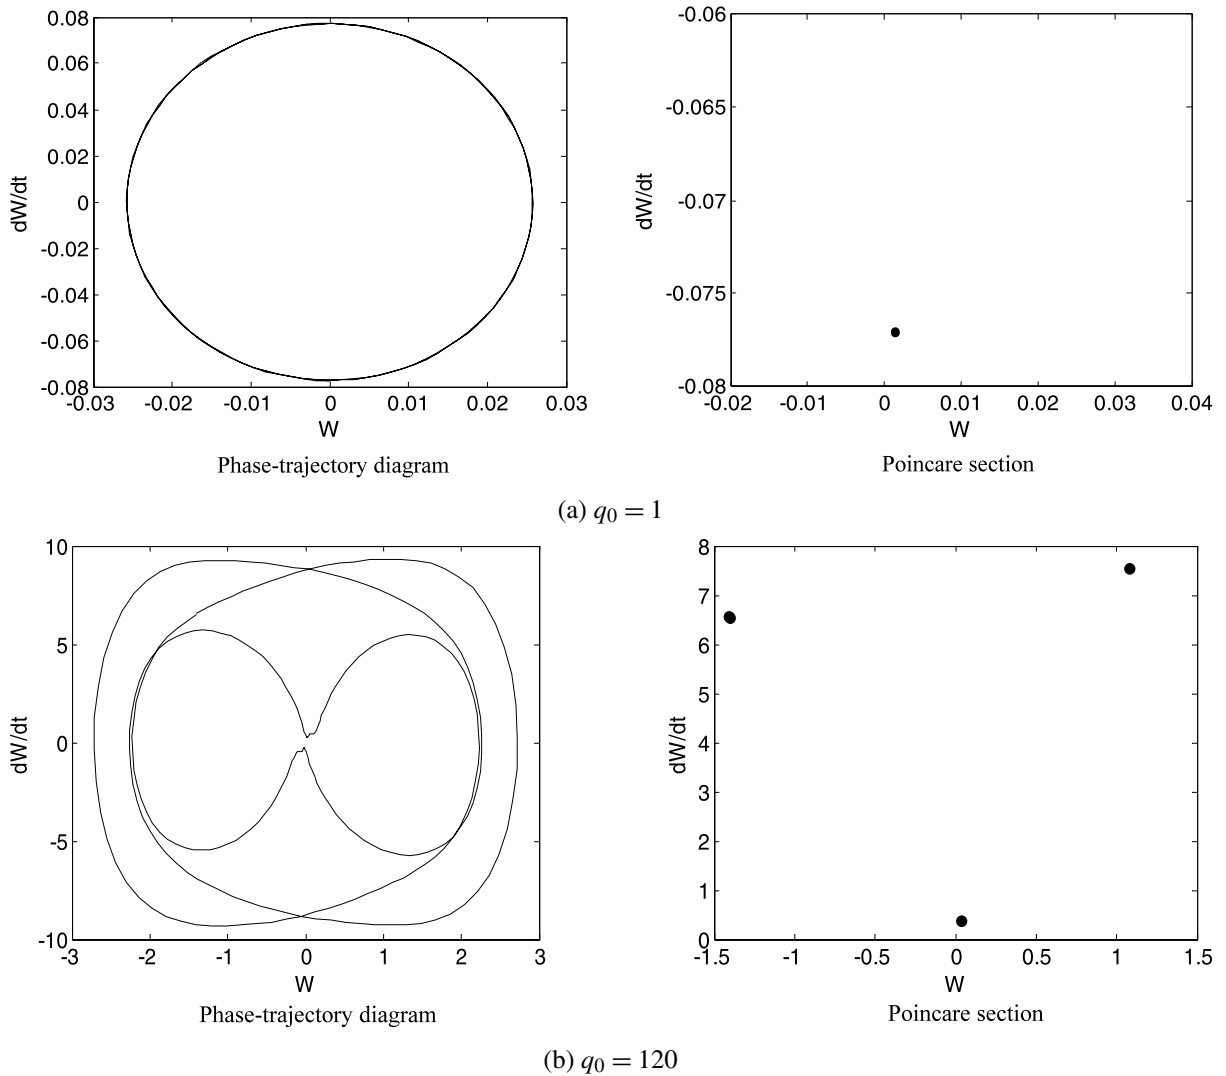 0.08
0.06
0.04
0.02
0
-0.02
-0.04
-0.06
-0.08
dW/dt
-0.03 -0.02 -0.01 0 0.01 0.02 0.03
W
Phase-trajectory diagram
-0.06
-0.065
-0.07
-0.075
-0.08
dW/dt
-0.02 -0.01 0 0.01 0.02 0.03 0.04
W
Poincare section
(a) q₀ = 1
10
5
0
-5
-10
dW/dt
-3 -2 -1 0 1 2 3
W
Phase-trajectory diagram
8
7
6
5
4
3
2
1
0
dW/dt
-1.5 -1 -0.5 0 0.5 1 1.5
W
Poincare section
(b) q₀ = 120